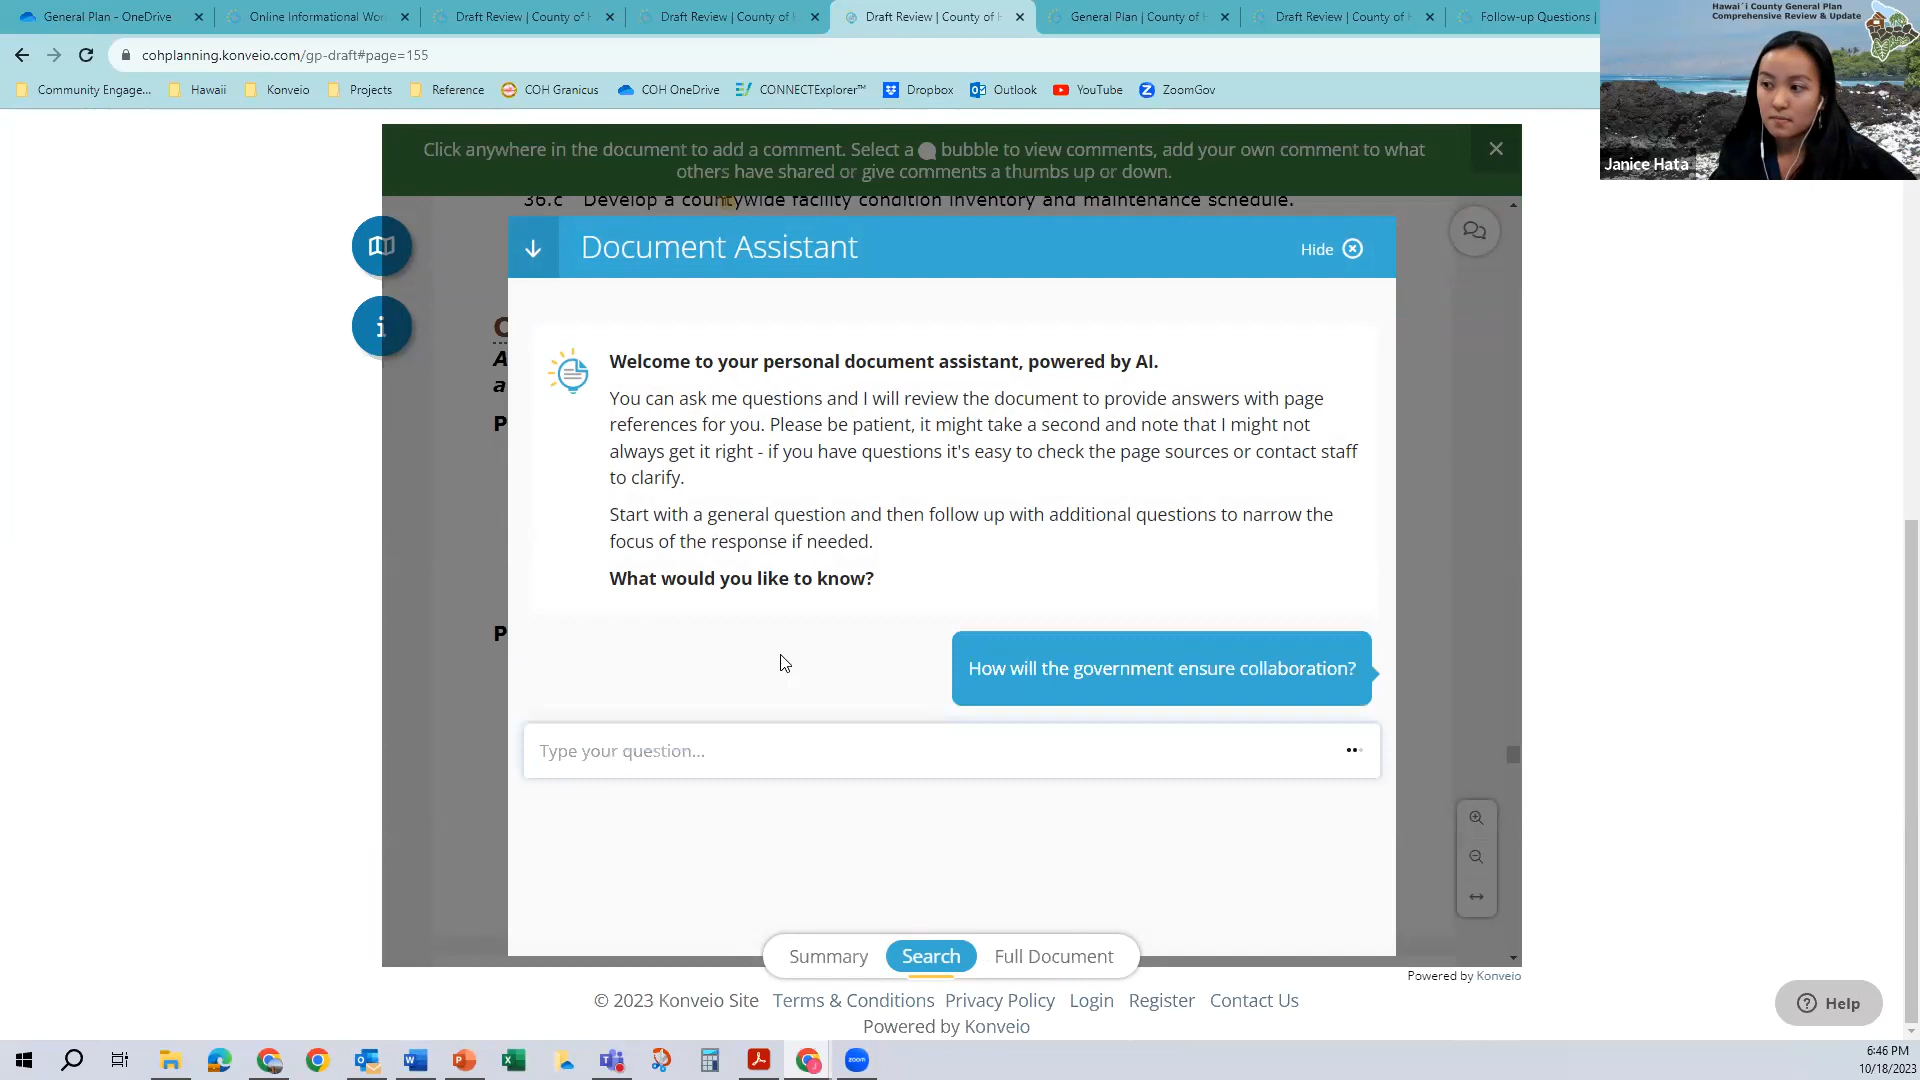 General Plan - OneDrive
Online Informational Wor
Draft Review | County of H
Draft Review | County of
Draft Review | County of H
General Plan | County of H
Draft Review | County of H
Follow-up Questions |
Hawai´i County General Plan
Comprehensive Review & Update
cohplanning.konveio.com/gp-draft#page=155
Community Engage...
Hawaii
Konveio
Projects
Reference
COH Granicus
COH OneDrive
CONNECTExplorer™
Dropbox
Outlook
YouTube
ZoomGov
Janice Hata
Click anywhere in the document to add a comment. Select a bubble to view comments, add your own comment to what
others have shared or give comments a thumbs up or down.
36.c Develop a countywide facility condition inventory and maintenance schedule.
Document Assistant
Hide
C
A
a
P
P
Welcome to your personal document assistant, powered by AI.
You can ask me questions and I will review the document to provide answers with page
references for you. Please be patient, it might take a second and note that I might not
always get it right - if you have questions it's easy to check the page sources or contact staff
to clarify.
Start with a general question and then follow up with additional questions to narrow the
focus of the response if needed.
What would you like to know?
How will the government ensure collaboration?
Type your question...
Summary
Search
Full Document
Powered by Konveio
© 2023 Konveio Site Terms & Conditions Privacy Policy Login Register Contact Us
Powered by Konveio
Help
6:46 PM
10/18/2023